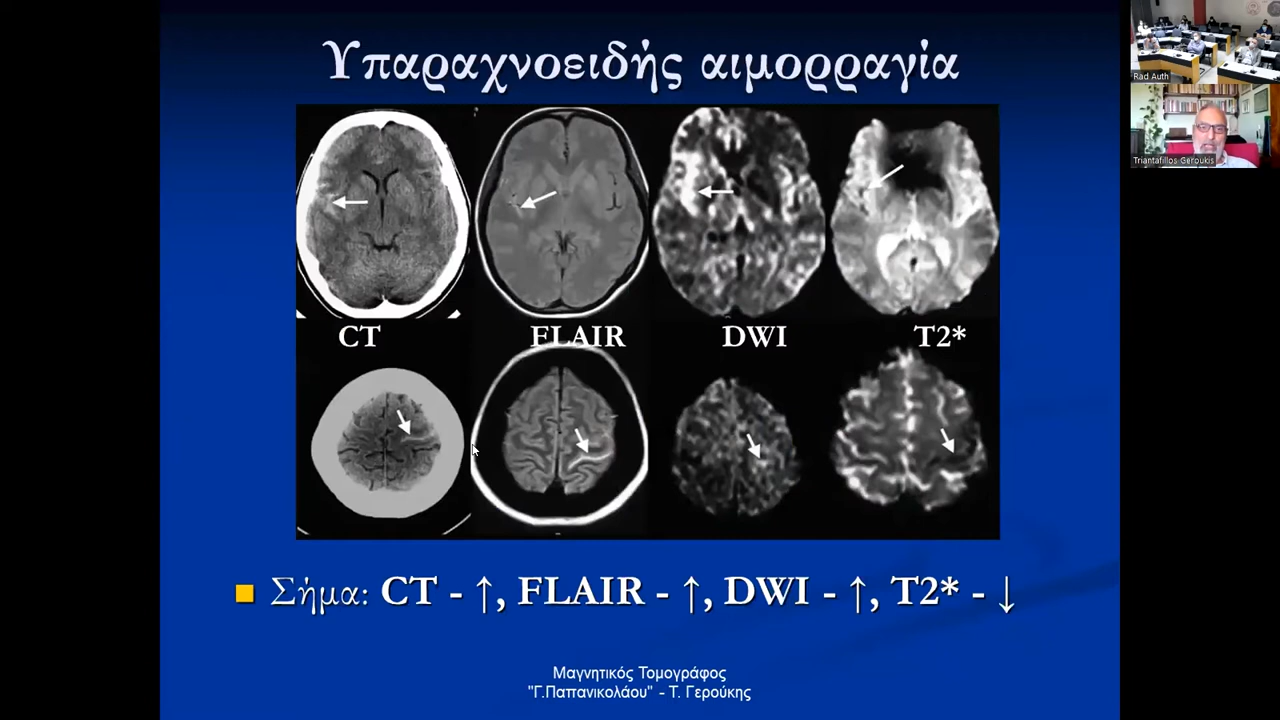 Υπαραχνοειδής αιμορραγία
CT
FLAIR
DWI
T2*
Σήμα: CT - ↑, FLAIR - ↑, DWI - ↑, T2* - ↓
Μαγνητικός Τομογράφος
"Γ.Παπανικολάου" - Τ. Γερούκης
Rad Auth
Triantafillos Geroukis